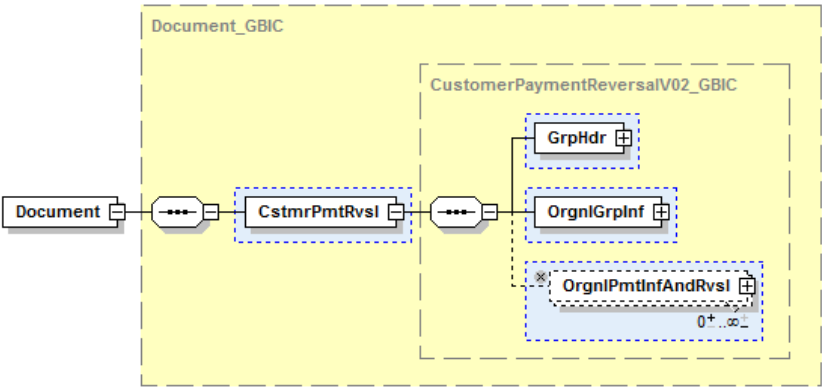 Document_GBIC
CustomerPaymentReversalV02_GBIC
GrpHdr
Document
CstmrPmtRvsl
OrgnlGrpInf
OrgnlPmtInfAndRvsl
0..∞